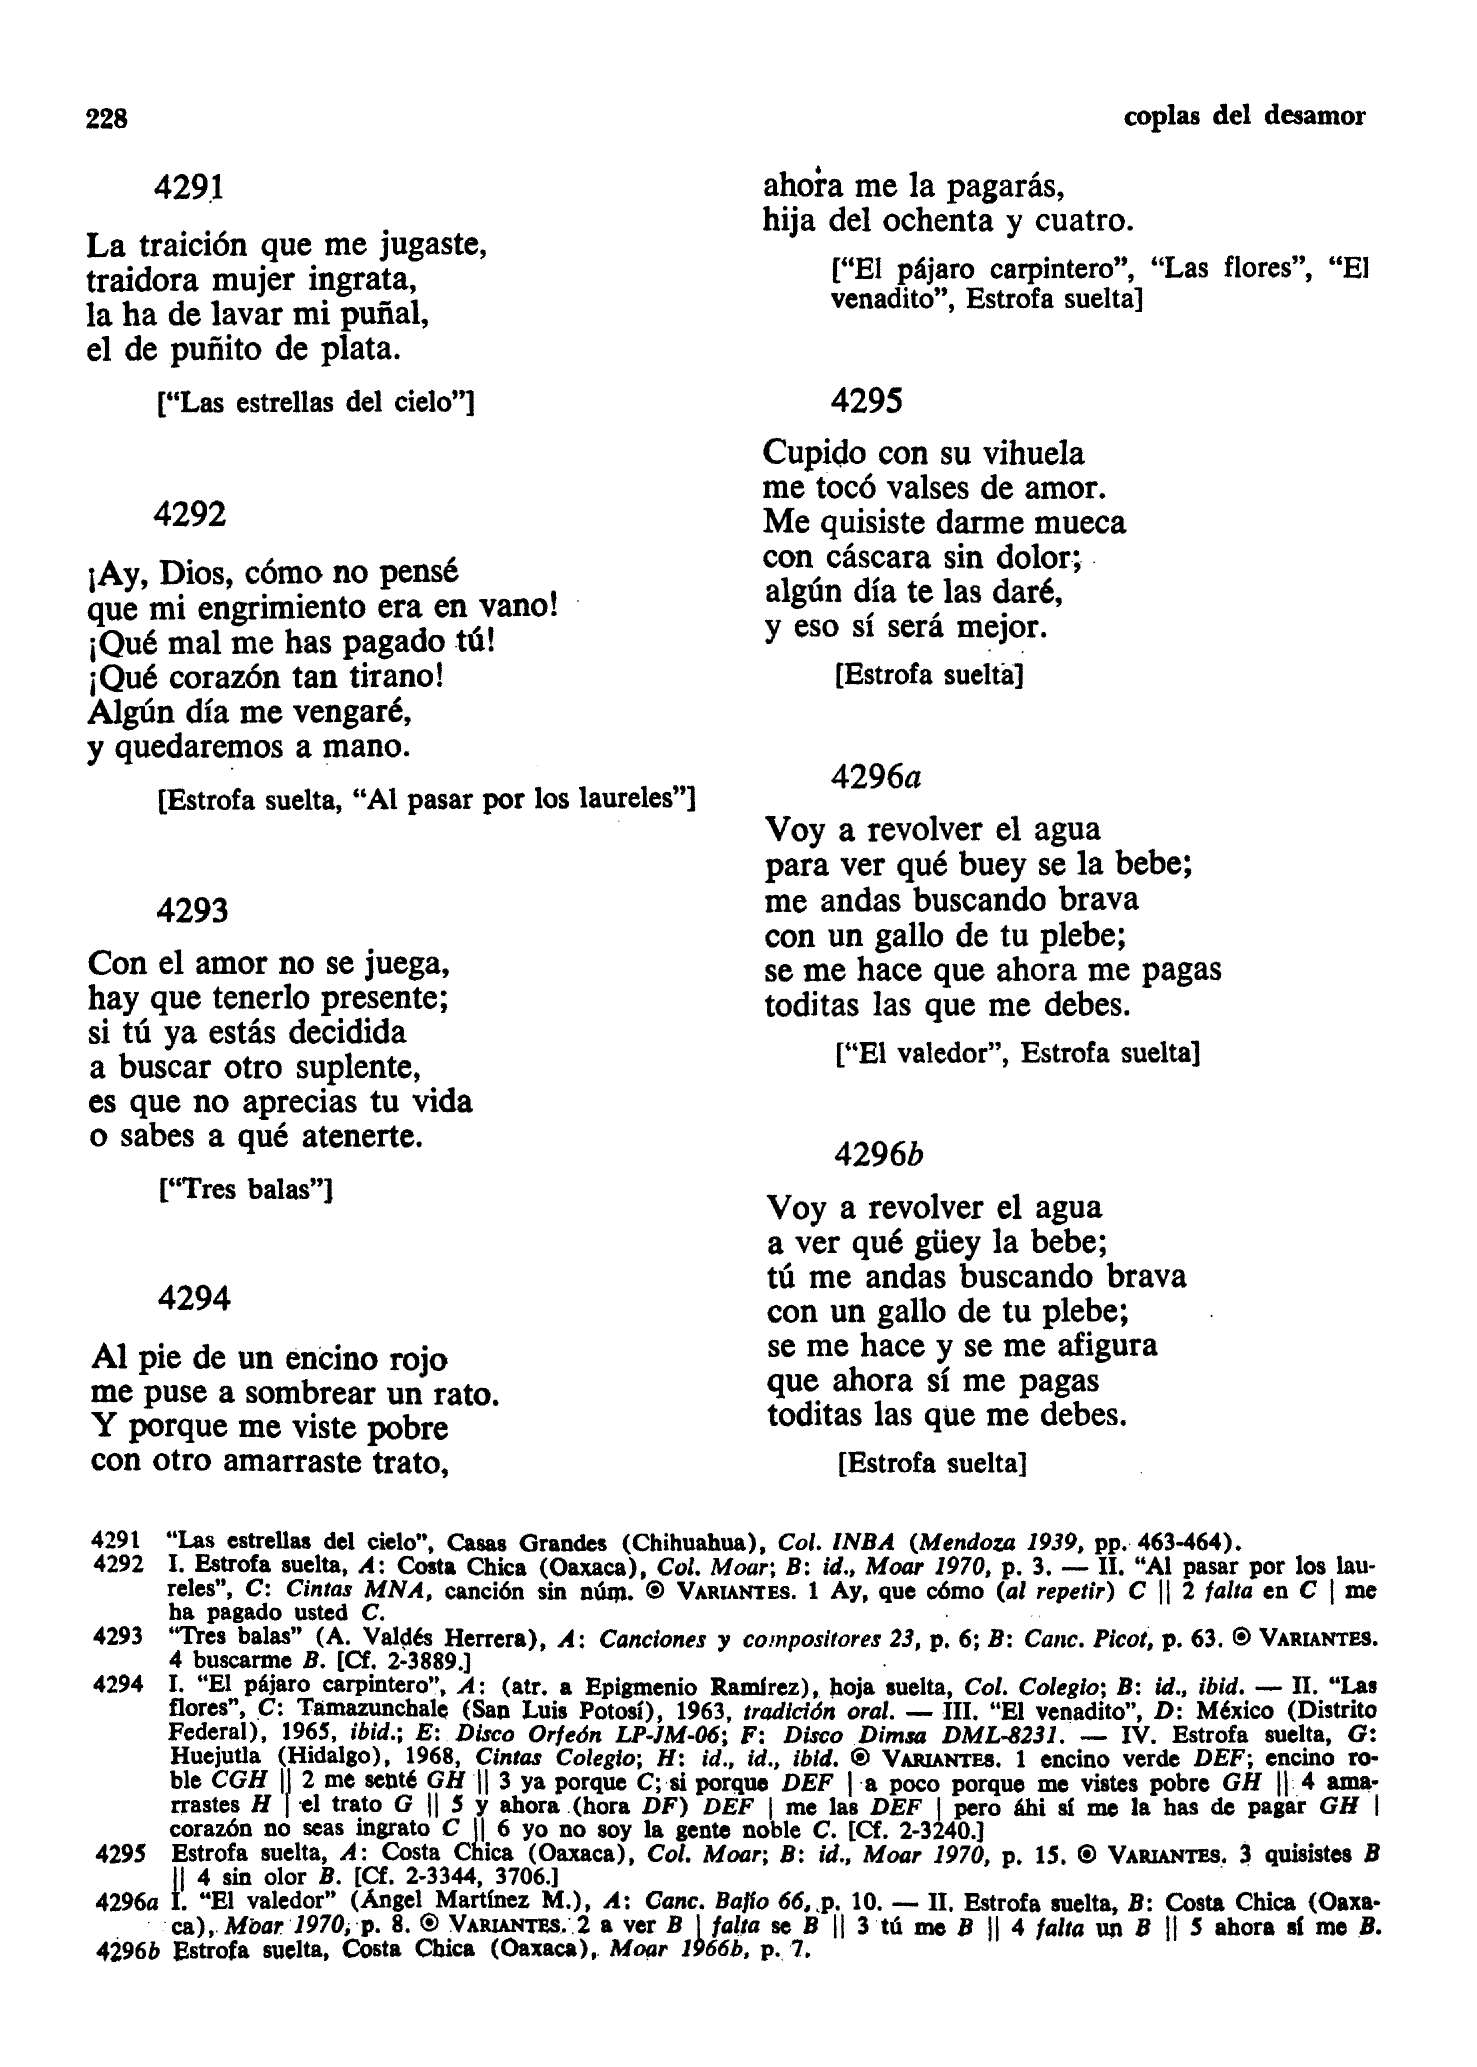 228
coplas del desamor
4291
La traición que me jugaste,
traidora mujer ingrata,
la ha de lavar mi puñal,
el de puñito de plata.
[“Las estrellas del cielo”]
4292
¡Ay, Dios, cómo no pensé
que mi engrimiento era en vano!
¡Qué mal me has pagado tú!
¡Qué corazón tan tirano!
Algún día me vengaré,
y quedaremos a mano.
[Estrofa suelta, “Al pasar por los laureles”]
4293
Con el amor no se juega,
hay que tenerlo presente;
si tú ya estás decidida
a buscar otro suplente,
es que no aprecias tu vida
o sabes a qué atenerte.
[“Tres balas”]
4294
Al pie de un encino rojo
me puse a sombrear un rato.
Y porque me viste pobre
con otro amarraste trato,
ahora me la pagarás,
hija del ochenta y cuatro.
[“El pájaro carpintero”, “Las flores”, “El
venadito”, Estrofa suelta]
4295
Cupido con su vihuela
me tocó valses de amor.
Me quisiste darme mueca
con cáscara sin dolor;
algún día te las daré,
y eso sí será mejor.
[Estrofa suelta]
4296a
Voy a revolver el agua
para ver qué buey se la bebe;
me andas buscando brava
con un gallo de tu plebe;
se me hace que ahora me pagas
toditas las que me debes.
[“El valedor”, Estrofa suelta]
4296b
Voy a revolver el agua
a ver qué güey la bebe;
tú me andas buscando brava
con un gallo de tu plebe;
se me hace y se me afigura
que ahora sí me pagas
toditas las que me debes.
[Estrofa suelta]
4291 “Las estrellas del cielo”, Casas Grandes (Chihuahua), Col. INBA (Mendoza 1939, pp. 463-464).
4292 I. Estrofa suelta, A: Costa Chica (Oaxaca), Col. Moar; B: id., Moar 1970, p. 3. — II. “Al pasar por los lau-
reles”, C: Cintas MNA, canción sin núm. ⊙ VARIANTES. 1 Ay, que cómo (al repetir) C || 2 falta en C | me
ha pagado usted C.
4293 “Tres balas” (A. Valdés Herrera), A: Canciones y compositores 23, p. 6; B: Canc. Picot, p. 63. ⊙ VARIANTES.
4 buscarme B. [Cf. 2-3889.]
4294 I. “El pájaro carpintero”, A: (atr. a Epigmenio Ramírez), hoja suelta, Col. Colegio; B: id., ibid. — II. “Las
flores”, C: Tamazunchale (San Luis Potosí), 1963, tradición oral. — III. “El venadito”, D: México (Distrito
Federal), 1965, ibid.; E: Disco Orfeón LP-JM-06; F: Disco Dimsa DML-8231. — IV. Estrofa suelta, G:
Huejutla (Hidalgo), 1968, Cintas Colegio; H: id., id., ibid. ⊙ VARIANTES. 1 encino verde DEF; encino ro-
ble CGH || 2 me senté GH || 3 ya porque C; si porque DEF | a poco porque me vistes pobre GH || 4 ama-
rrastes H | el trato G || 5 y ahora (hora DF) DEF | me las DEF | pero áhi sí me la has de pagar GH |
corazón no seas ingrato C || 6 yo no soy la gente noble C. [Cf. 2-3240.]
4295 Estrofa suelta, A: Costa Chica (Oaxaca), Col. Moar; B: id., Moar 1970, p. 15. ⊙ VARIANTES. 3 quisistes B
|| 4 sin olor B. [Cf. 2-3344, 3706.]
4296a I. “El valedor” (Ángel Martínez M.), A: Canc. Bajío 66, p. 10. — II. Estrofa suelta, B: Costa Chica (Oaxa-
ca), Moar 1970, p. 8. ⊙ VARIANTES. 2 a ver B | falta se B || 3 tú me B || 4 falta un B || 5 ahora sí me B.
4296b Estrofa suelta, Costa Chica (Oaxaca), Moar 1966b, p. 7.